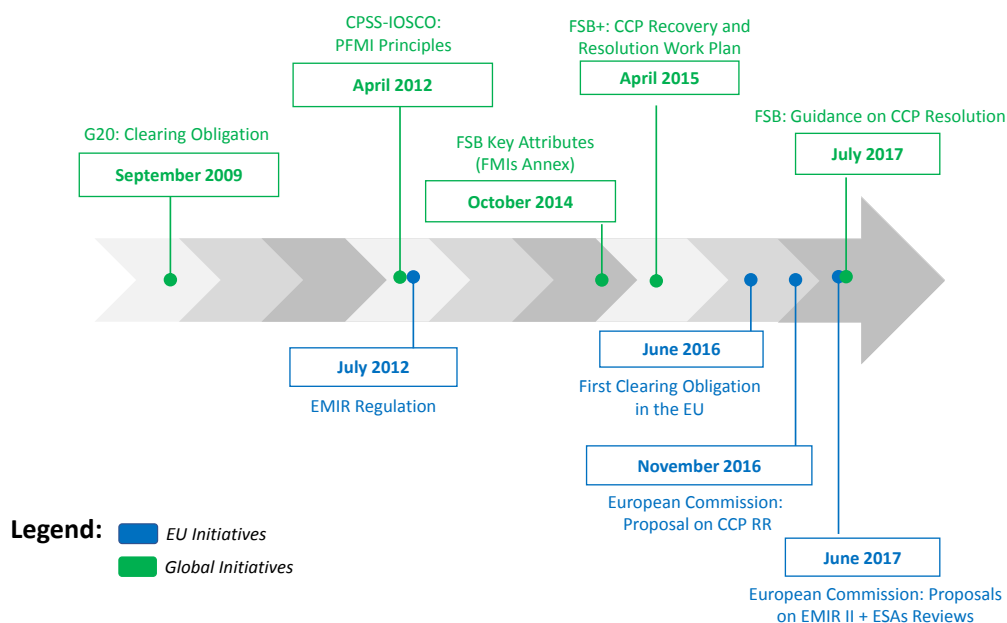 CPSS-IOSCO:
PFMI Principles
April 2012
FSB+: CCP Recovery and
Resolution Work Plan
April 2015
G20: Clearing Obligation
September 2009
FSB Key Attributes
(FMIs Annex)
October 2014
FSB: Guidance on CCP Resolution
July 2017
July 2012
EMIR Regulation
June 2016
First Clearing Obligation
in the EU
November 2016
European Commission:
Proposal on CCP RR
June 2017
European Commission: Proposals
on EMIR II + ESAs Reviews
Legend:
EU Initiatives
Global Initiatives